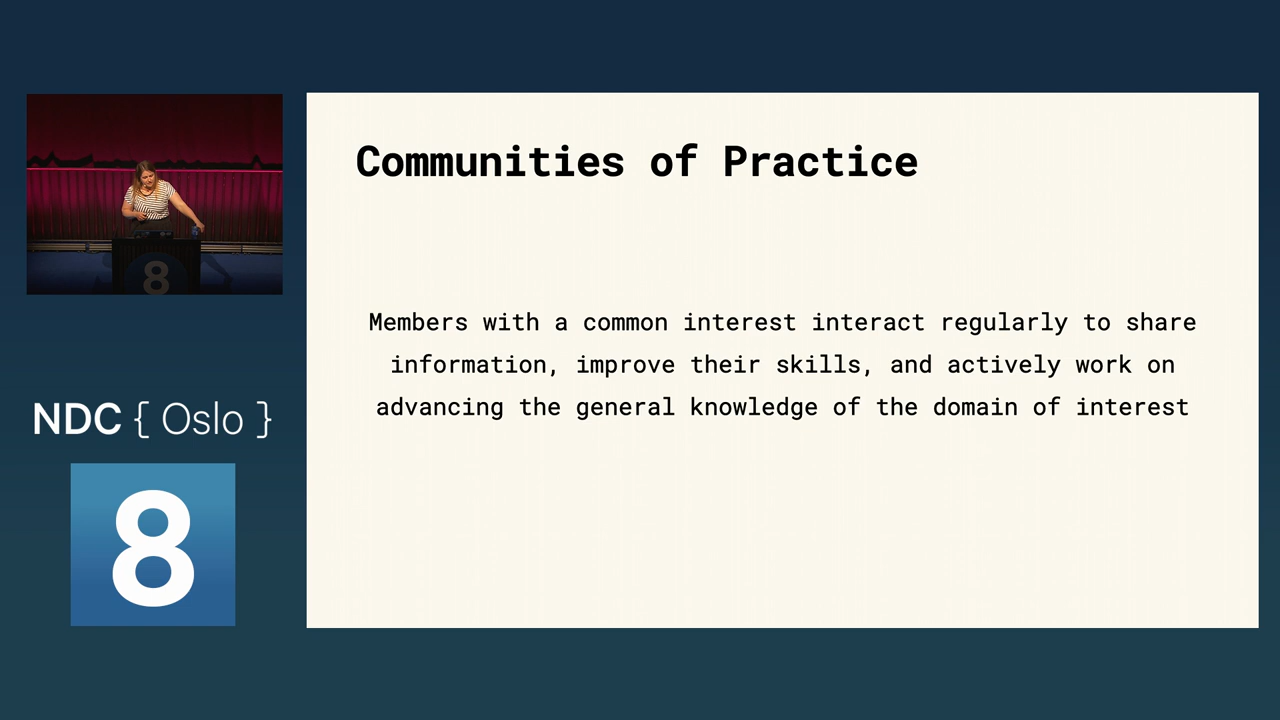 Communities of Practice
Members with a common interest interact regularly to share
information, improve their skills, and actively work on
advancing the general knowledge of the domain of interest
8
NDC { Oslo }
8